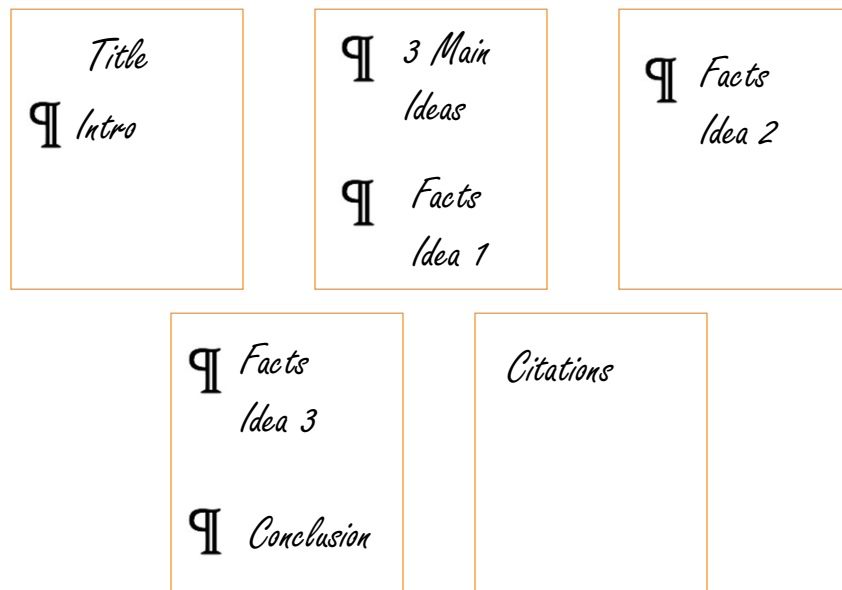 Title
¶ Intro
¶ 3 Main
Ideas
¶ Facts
Idea 1
¶ Facts
Idea 2
¶ Facts
Idea 3
¶ Conclusion
Citations